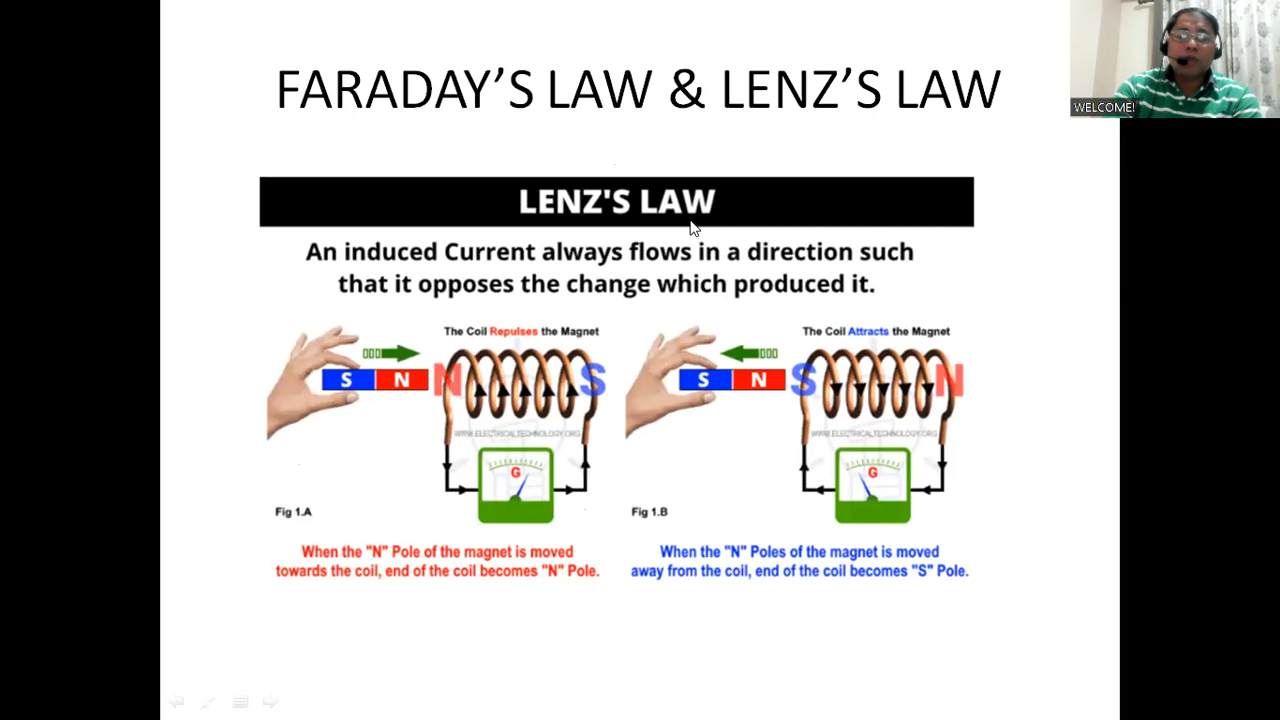 FARADAY'S LAW & LENZ'S LAW
WELCOME!
LENZ'S LAW
An induced Current always flows in a direction such
that it opposes the change which produced it.
The Coil Repulses the Magnet
S N N S
WWW.ELECTRICALTECHNOLOGY.ORG
G
Fig 1.A
When the "N" Pole of the magnet is moved
towards the coil, end of the coil becomes "N" Pole.
The Coil Attracts the Magnet
S N S N
WWW.ELECTRICALTECHNOLOGY.ORG
G
Fig 1.B
When the "N" Poles of the magnet is moved
away from the coil, end of the coil becomes "S" Pole.